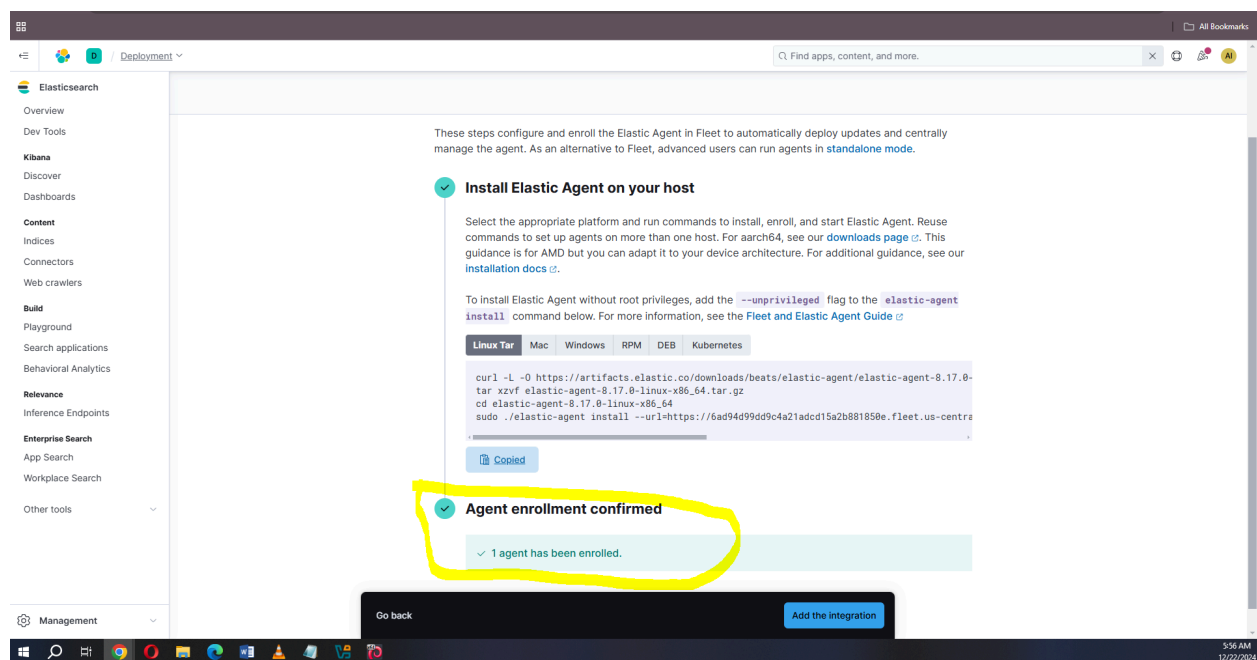 All Bookmarks
D / Deployment
Find apps, content, and more.
AI
Elasticsearch
Overview
Dev Tools
Kibana
Discover
Dashboards
Content
Indices
Connectors
Web crawlers
Build
Playground
Search applications
Behavioral Analytics
Relevance
Inference Endpoints
Enterprise Search
App Search
Workplace Search
Other tools
Management
These steps configure and enroll the Elastic Agent in Fleet to automatically deploy updates and centrally
manage the agent. As an alternative to Fleet, advanced users can run agents in standalone mode.
Install Elastic Agent on your host
Select the appropriate platform and run commands to install, enroll, and start Elastic Agent. Reuse
commands to set up agents on more than one host. For aarch64, see our downloads page. This
guidance is for AMD but you can adapt it to your device architecture. For additional guidance, see our
installation docs.
To install Elastic Agent without root privileges, add the --unprivileged flag to the elastic-agent
install command below. For more information, see the Fleet and Elastic Agent Guide
Linux Tar Mac Windows RPM DEB Kubernetes
curl -L -O https://artifacts.elastic.co/downloads/beats/elastic-agent/elastic-agent-8.17.0-
tar xzvf elastic-agent-8.17.0-linux-x86_64.tar.gz
cd elastic-agent-8.17.0-linux-x86_64
sudo ./elastic-agent install --url=https://6ad94d99dd9c4a21adcd15a2b881850e.fleet.us-centra
Copied
Agent enrollment confirmed
1 agent has been enrolled.
Go back
Add the integration
5:56 AM
12/22/2024